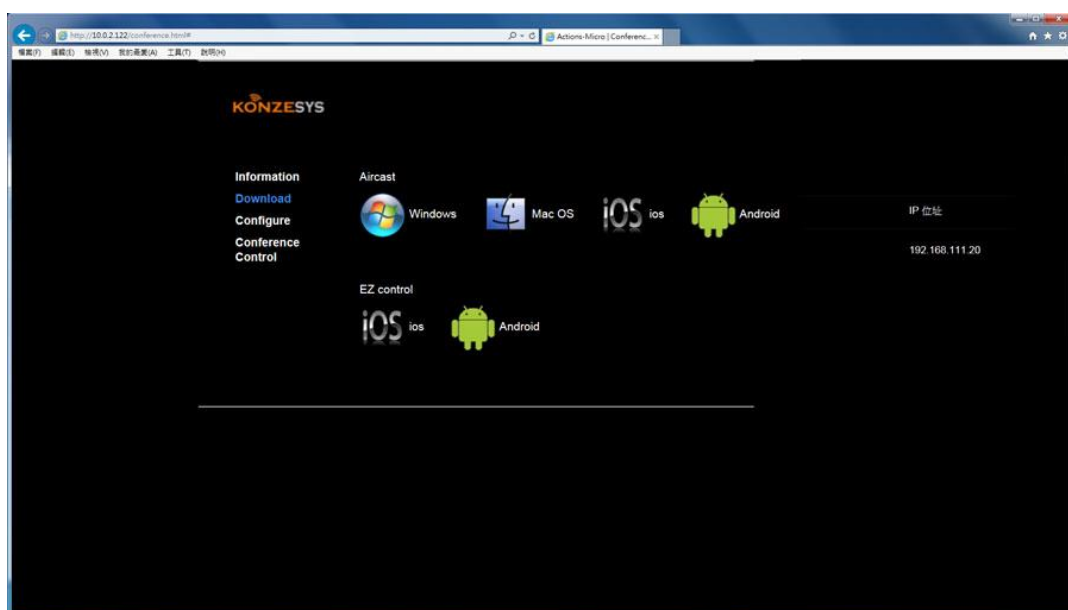 http://10.0.2.122/conference.html#
Actions-Micro | Conferenc...
檔案(F) 編輯(E) 檢視(V) 我的最愛(A) 工具(T) 說明(H)
KONZESYS
Information
Download
Configure
Conference
Control
Aircast
Windows
Mac OS
iOS ios
Android
EZ control
iOS ios
Android
IP 位址
192.168.111.20